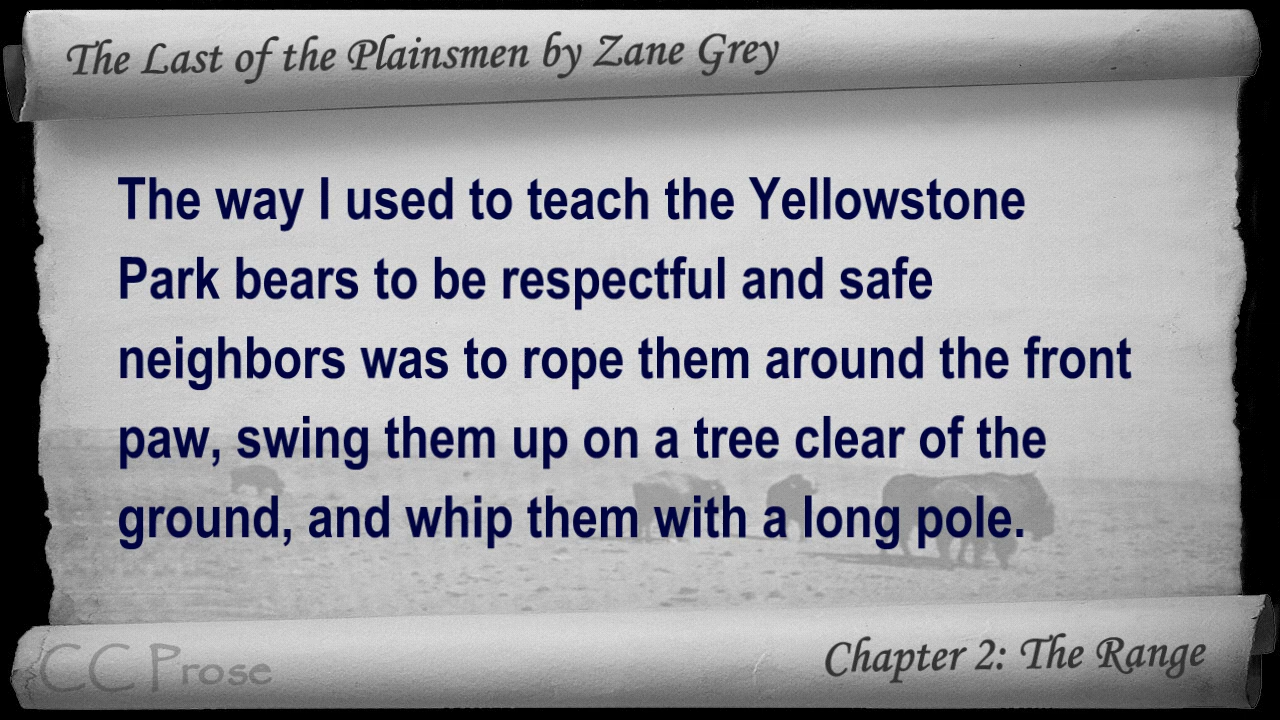 The Last of the Plainsmen by Zane Grey
The way I used to teach the Yellowstone
Park bears to be respectful and safe
neighbors was to rope them around the front
paw, swing them up on a tree clear of the
ground, and whip them with a long pole.
CC Prose
Chapter 2: The Range